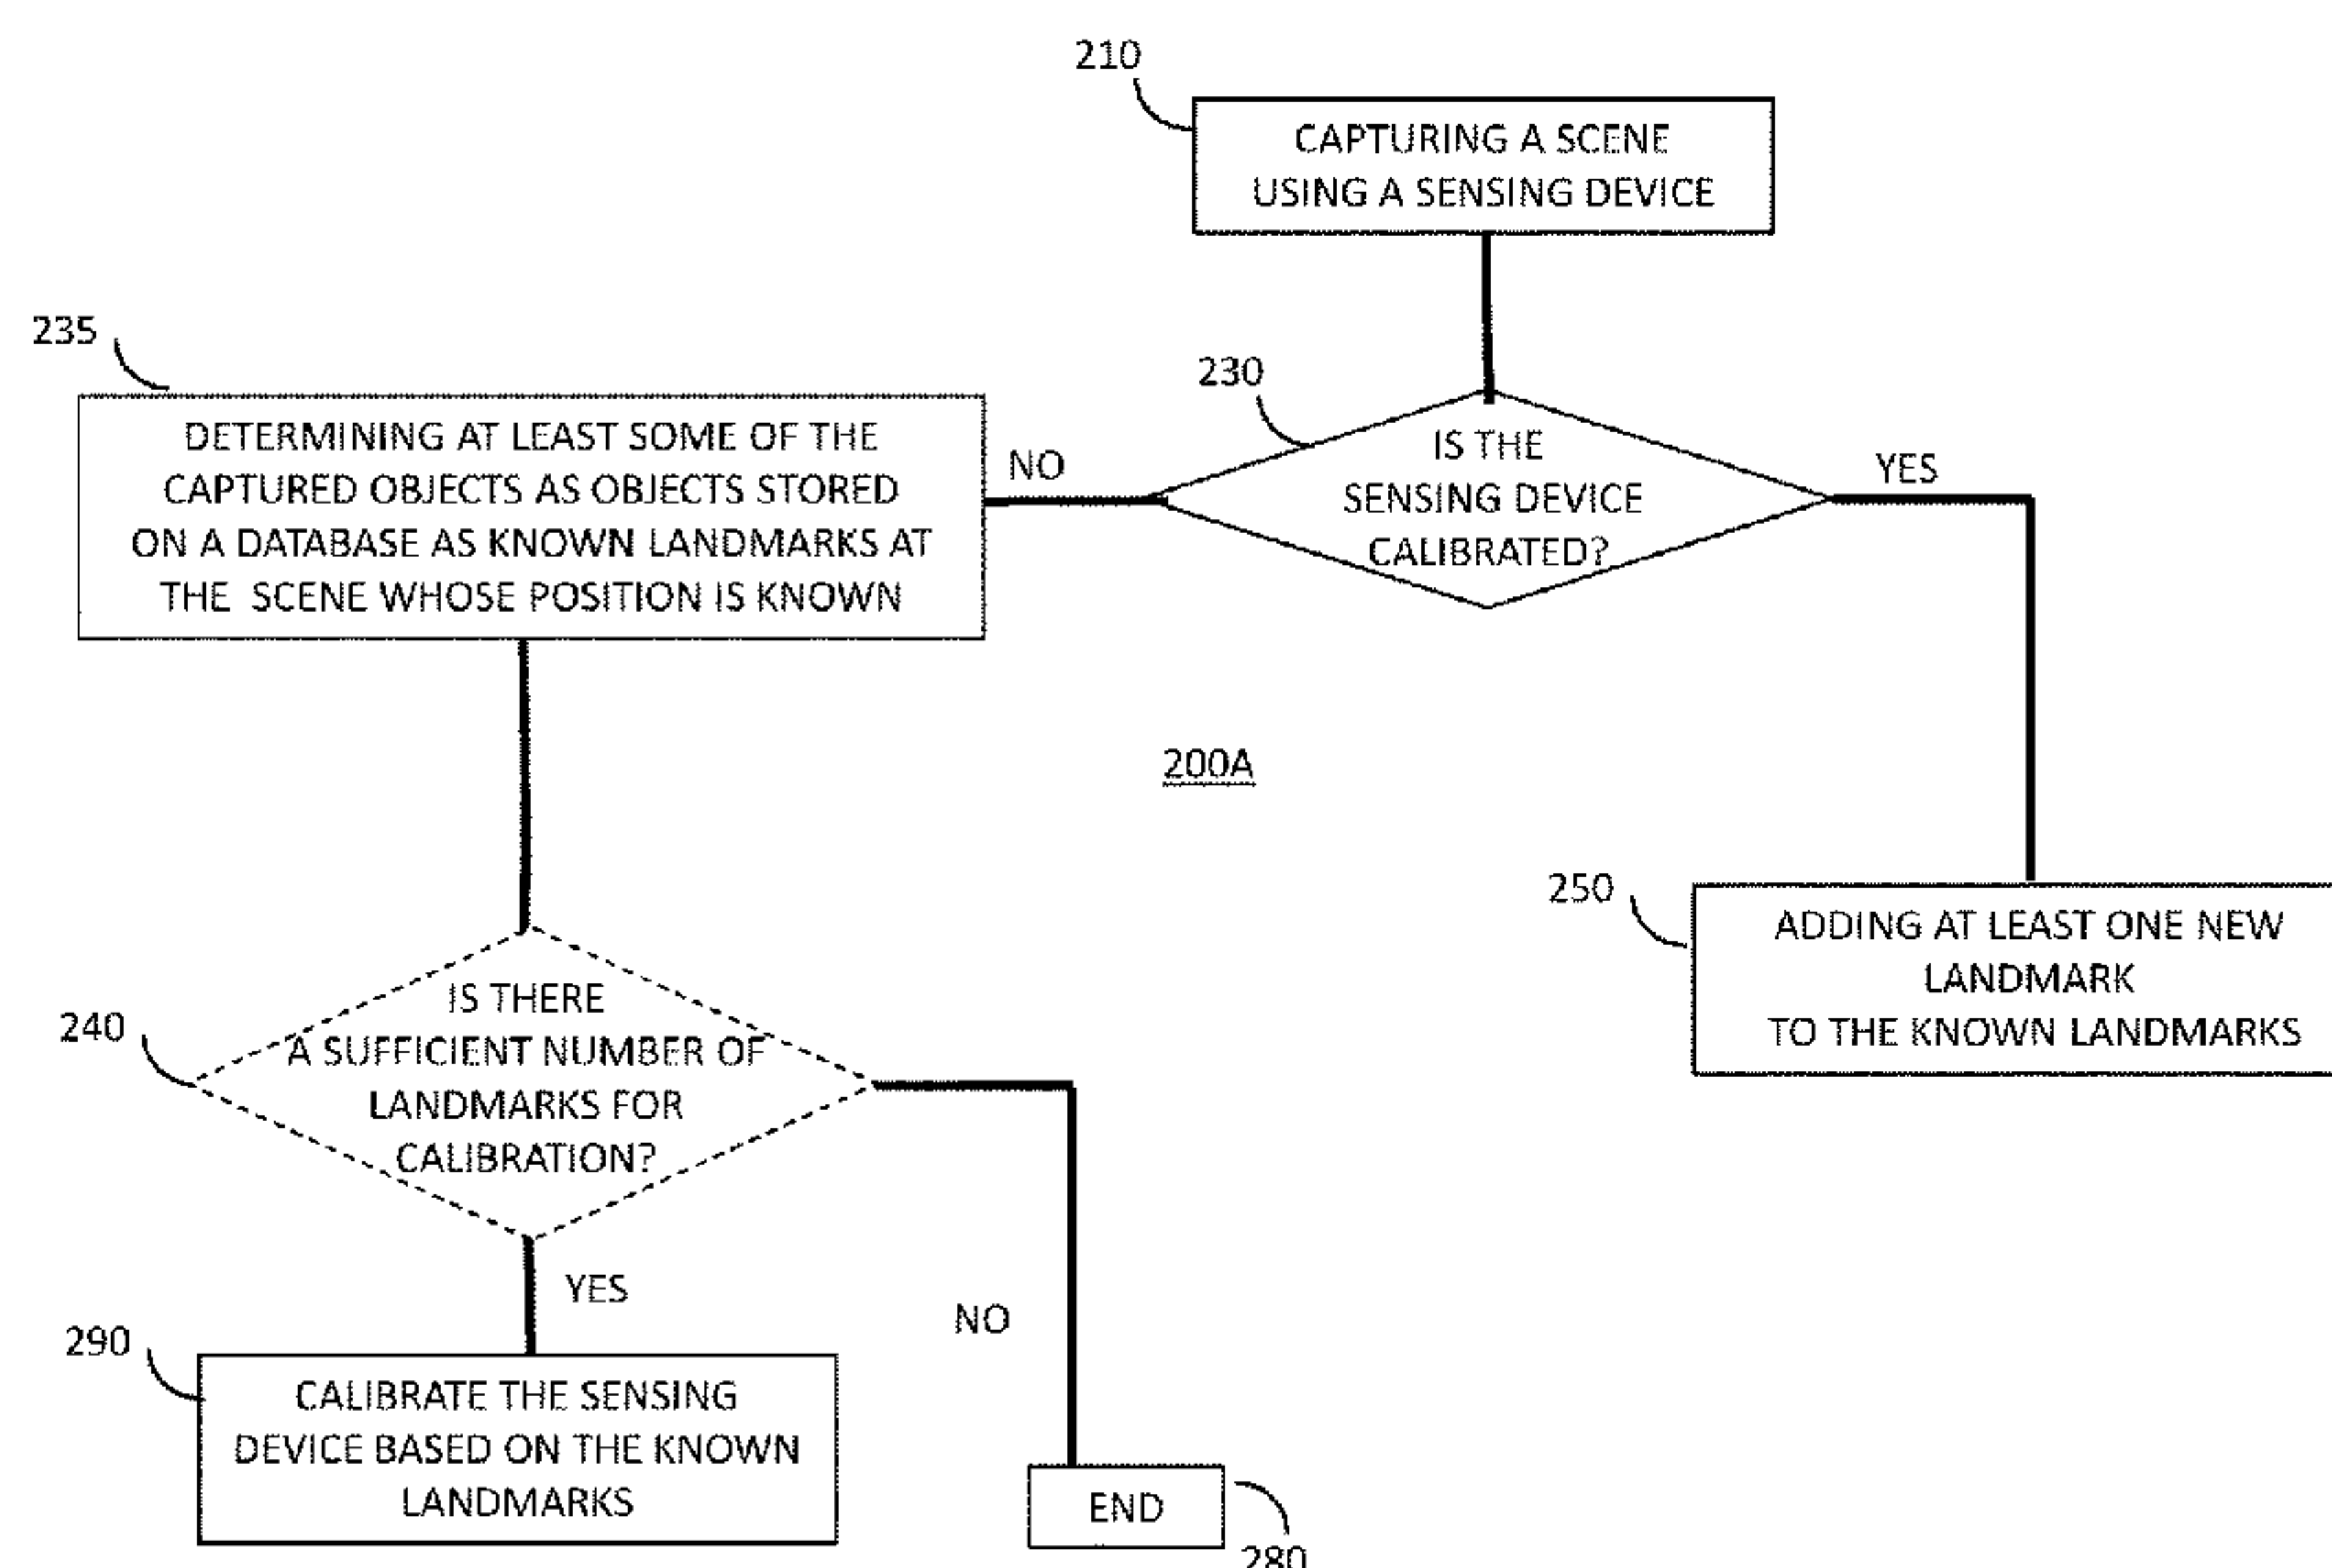 210
CAPTURING A SCENE
USING A SENSING DEVICE
235
230
DETERMINING AT LEAST SOME OF THE
CAPTURED OBJECTS AS OBJECTS STORED
ON A DATABASE AS KNOWN LANDMARKS AT
THE SCENE WHOSE POSITION IS KNOWN
NO
IS THE
SENSING DEVICE
CALIBRATED?
YES
200A
250
ADDING AT LEAST ONE NEW
LANDMARK
TO THE KNOWN LANDMARKS
240
IS THERE
A SUFFICIENT NUMBER OF
LANDMARKS FOR
CALIBRATION?
YES
NO
290
CALIBRATE THE SENSING
DEVICE BASED ON THE KNOWN
LANDMARKS
END
280